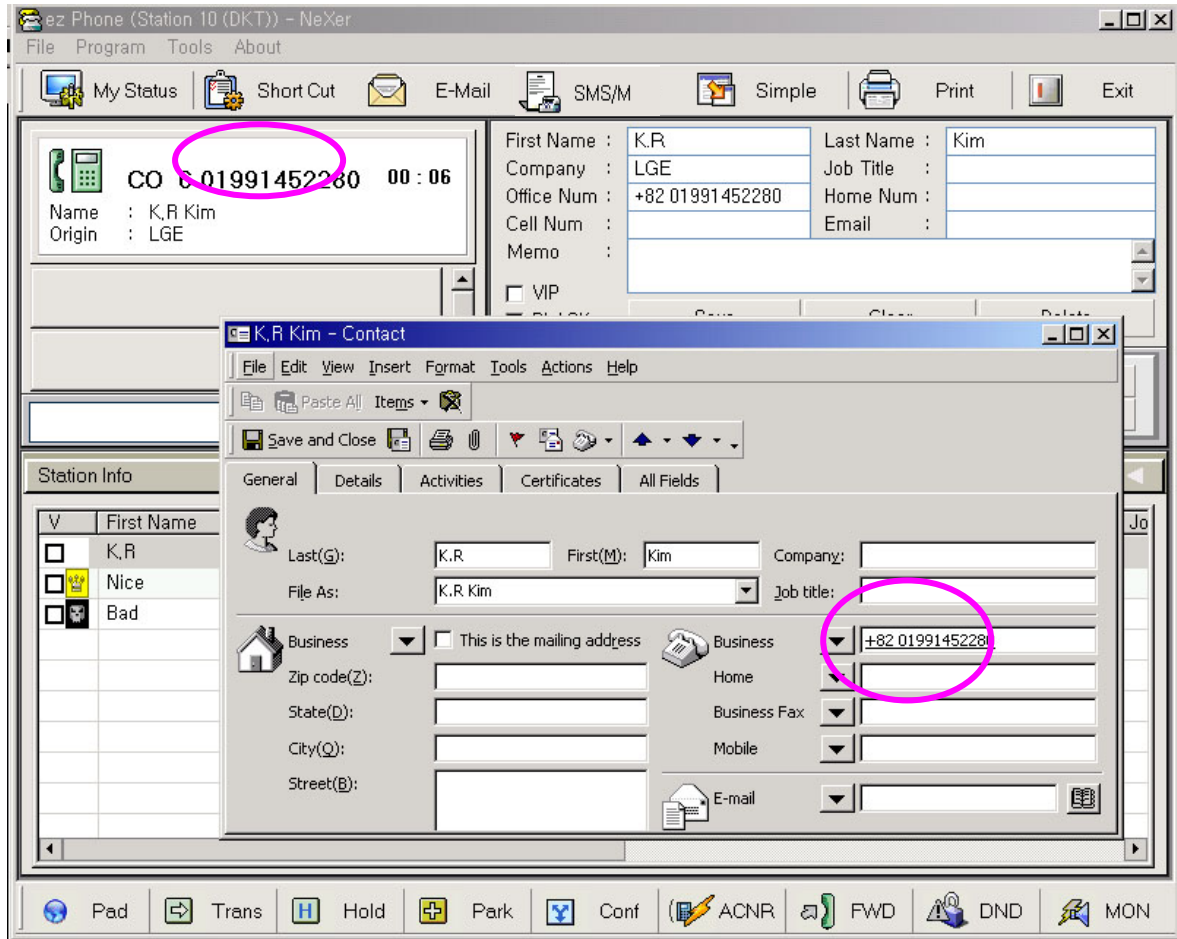 ez Phone (Station 10 (DKT)) - NeXer
File Program Tools About
My Status Short Cut E-Mail SMS/M Simple Print Exit
CO 6 01991452280 00 : 06
Name : K,R Kim
Origin : LGE
First Name : K.R Last Name : Kim
Company : LGE Job Title :
Office Num : +82 01991452280 Home Num :
Cell Num : Email :
Memo :
VIP
K,R Kim - Contact
File Edit View Insert Format Tools Actions Help
Paste All Items
Save and Close
General Details Activities Certificates All Fields
Last(G): K.R First(M): Kim Company:
File As: K.R Kim Job title:
Business This is the mailing address Business +82 01991452280
Zip code(Z): Home
State(D): Business Fax
City(Q): Mobile
Street(B):
E-mail
Station Info
V First Name Jo
K,R
Nice
Bad
Pad Trans H Hold Park Conf ACNR FWD DND MON